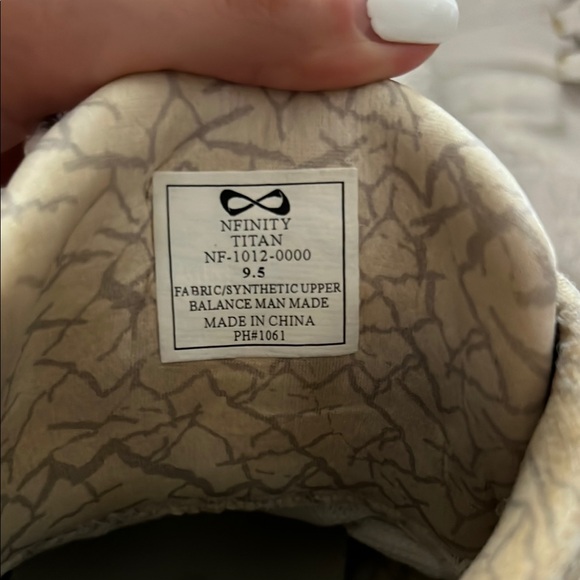 NFINITY
TITAN
NF-1012-0000
9.5
FABRIC/SYNTHETIC UPPER
BALANCE MAN MADE
MADE IN CHINA
PH#1061